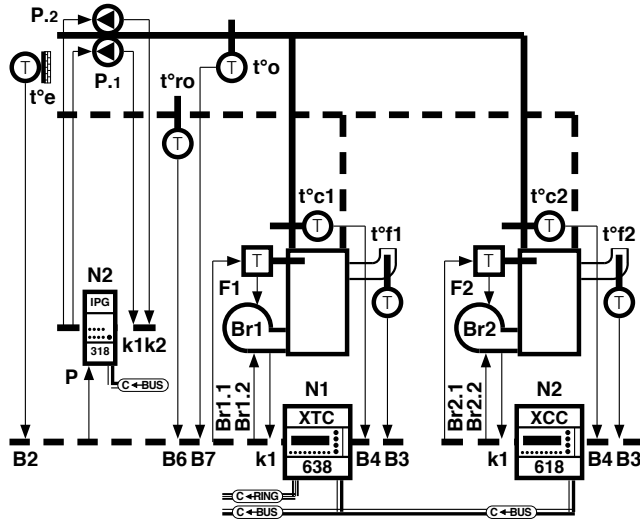 P.2
T
t°o
P.1
T
t°e
t°ro
T
t°c1
T
t°c2
T
t°f1
t°f2
T
T
N2
IPG
318
F1
F2
T
T
Br1
Br2
k1 k2
P
C BUS
Br1.1
Br1.2
Br2.1
Br2.2
N1
XTC
638
N2
XCC
618
B2
B6 B7
k1
B4 B3
k1
B4 B3
C RING
C BUS
C BUS